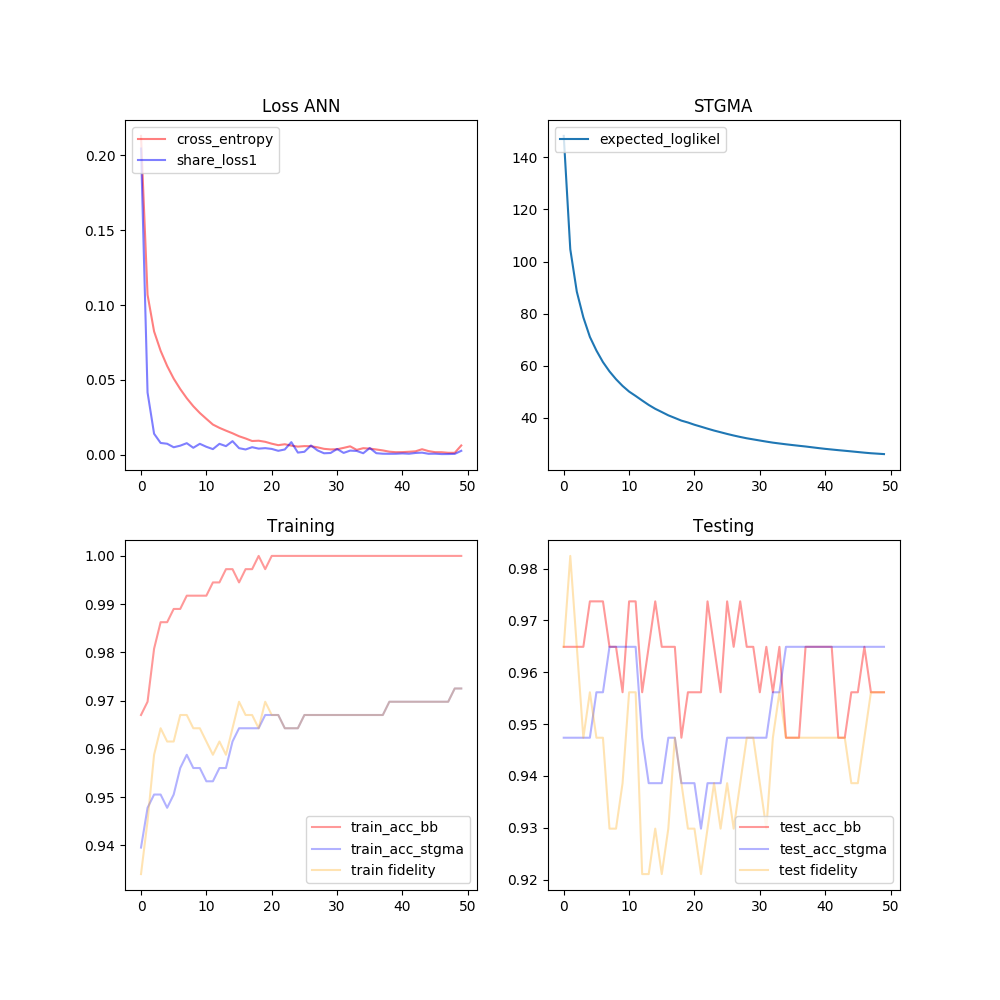 Loss ANN
cross_entropy
share_loss1
0.20
0.15
0.10
0.05
0.00
0 10 20 30 40 50
STGMA
expected_loglikel
140
120
100
80
60
40
0 10 20 30 40 50
Training
1.00
0.99
0.98
0.97
0.96
0.95
0.94
train_acc_bb
train_acc_stgma
train fidelity
0 10 20 30 40 50
Testing
0.98
0.97
0.96
0.95
0.94
0.93
0.92
test_acc_bb
test_acc_stgma
test fidelity
0 10 20 30 40 50